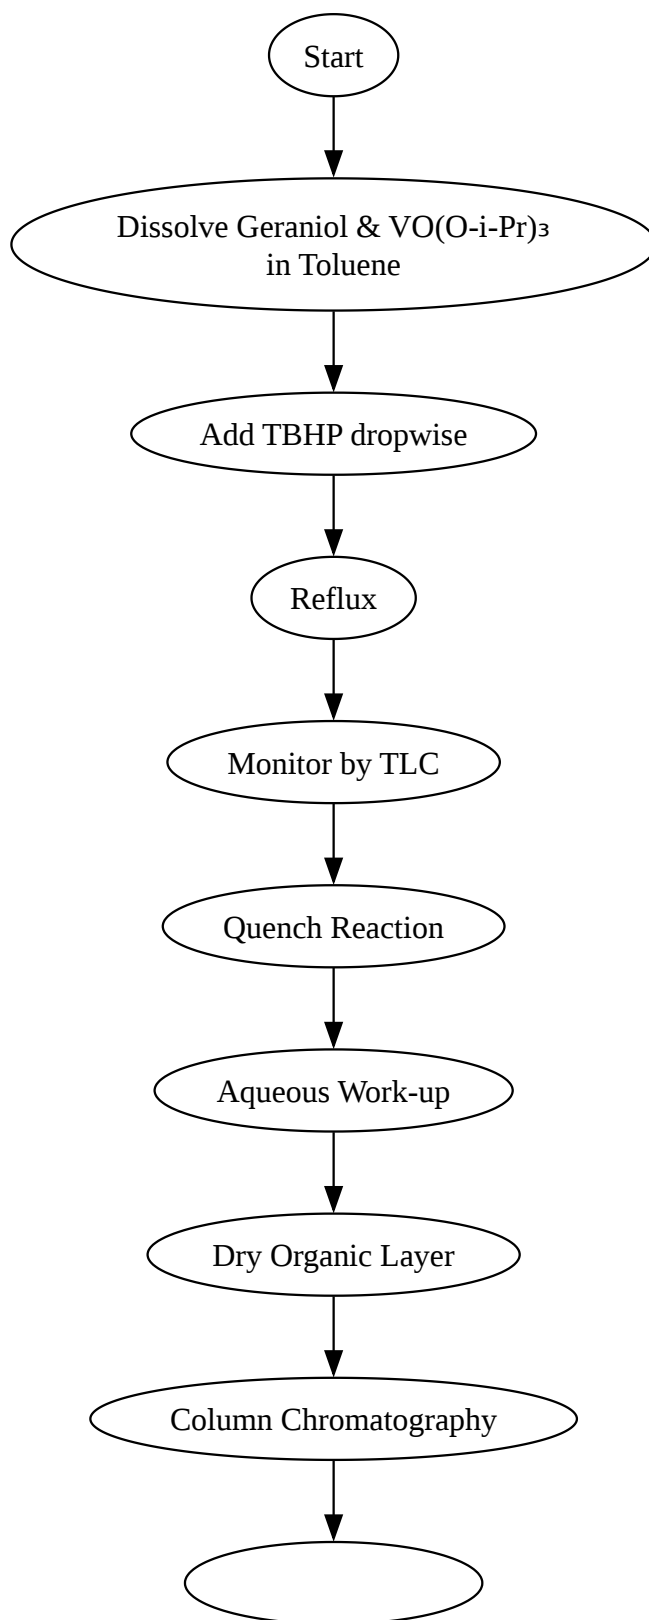 Start
Dissolve Geraniol & VO(O-i-Pr)₃
in Toluene
Add TBHP dropwise
Reflux
Monitor by TLC
Quench Reaction
Aqueous Work-up
Dry Organic Layer
Column Chromatography